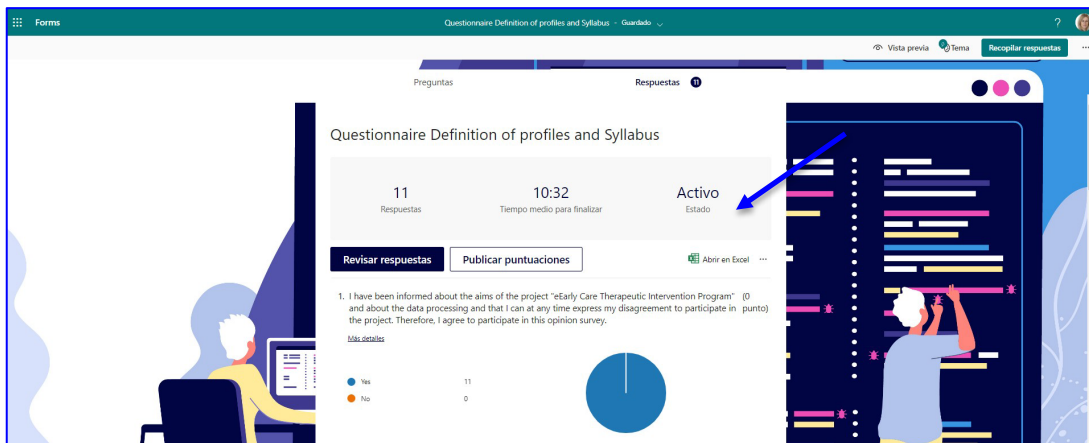 Forms
Questionnaire Definition of profiles and Syllabus - Guardado
?
Vista previa
Tema
Recopilar respuestas
Preguntas
Respuestas 11
Questionnaire Definition of profiles and Syllabus
11
Respuestas
10:32
Tiempo medio para finalizar
Activo
Estado
Revisar respuestas
Publicar puntuaciones
Abrir en Excel
1. I have been informed about the aims of the project "eEarly Care Therapeutic Intervention Program" (0
and about the data processing and that I can at any time express my disagreement to participate in punto)
the project. Therefore, I agree to participate in this opinion survey.
Más detalles
Yes 11
No 0